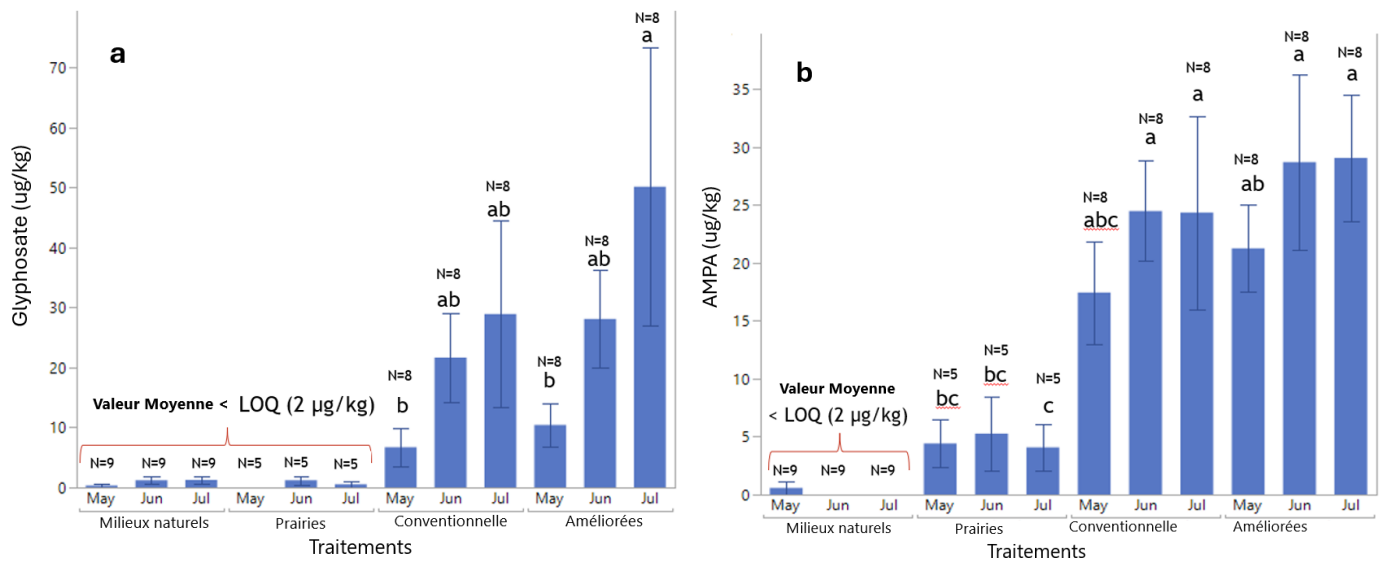 a
N=8
a
Glyphosate (ug/kg)
70
60
50
40
30
20
10
0
Valeur Moyenne < LOQ (2 µg/kg)
N=9
N=9
N=9
N=5
N=5
N=5
N=8
b
N=8
ab
N=8
ab
N=8
b
N=8
ab
May
Jun
Jul
May
Jun
Jul
May
Jun
Jul
May
Jun
Jul
Milieux naturels
Prairies
Conventionnelle
Améliorées
Traitements
b
AMPA (ug/kg)
35
30
25
20
15
10
5
0
Valeur Moyenne
< LOQ (2 µg/kg)
N=9
N=9
N=9
N=5
bc
N=5
bc
N=5
c
N=8
abc
N=8
a
N=8
a
N=8
ab
N=8
a
N=8
a
May
Jun
Jul
May
Jun
Jul
May
Jun
Jul
May
Jun
Jul
Milieux naturels
Prairies
Conventionnelle
Améliorées
Traitements